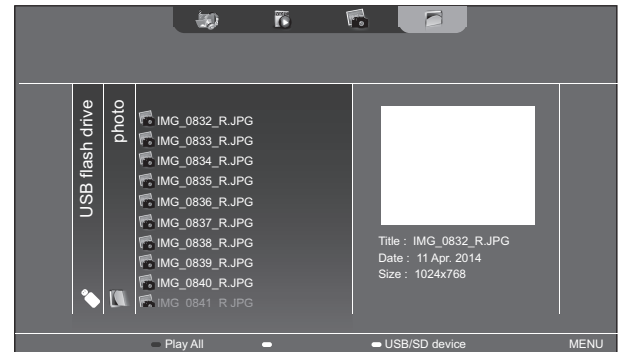 USB flash drive
photo
IMG_0832_R.JPG
IMG_0833_R.JPG
IMG_0834_R.JPG
IMG_0835_R.JPG
IMG_0836_R.JPG
IMG_0837_R.JPG
IMG_0838_R.JPG
IMG_0839_R.JPG
IMG_0840_R.JPG
IMG_0841_R.JPG
Title : IMG_0832_R.JPG
Date : 11 Apr. 2014
Size : 1024x768
Play All
USB/SD device
MENU